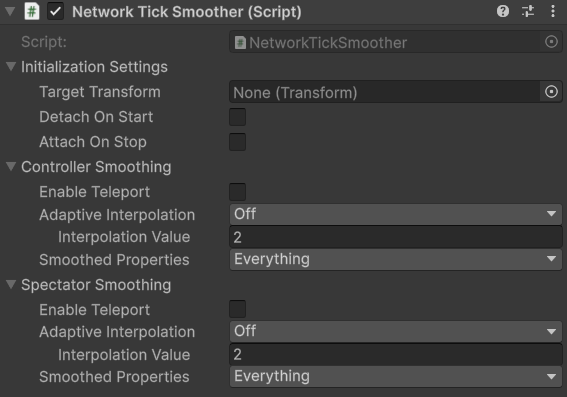 Network Tick Smoother (Script)
Script: NetworkTickSmoother
Initialization Settings
Target Transform None (Transform)
Detach On Start
Attach On Stop
Controller Smoothing
Enable Teleport
Adaptive Interpolation Off
Interpolation Value 2
Smoothed Properties Everything
Spectator Smoothing
Enable Teleport
Adaptive Interpolation Off
Interpolation Value 2
Smoothed Properties Everything